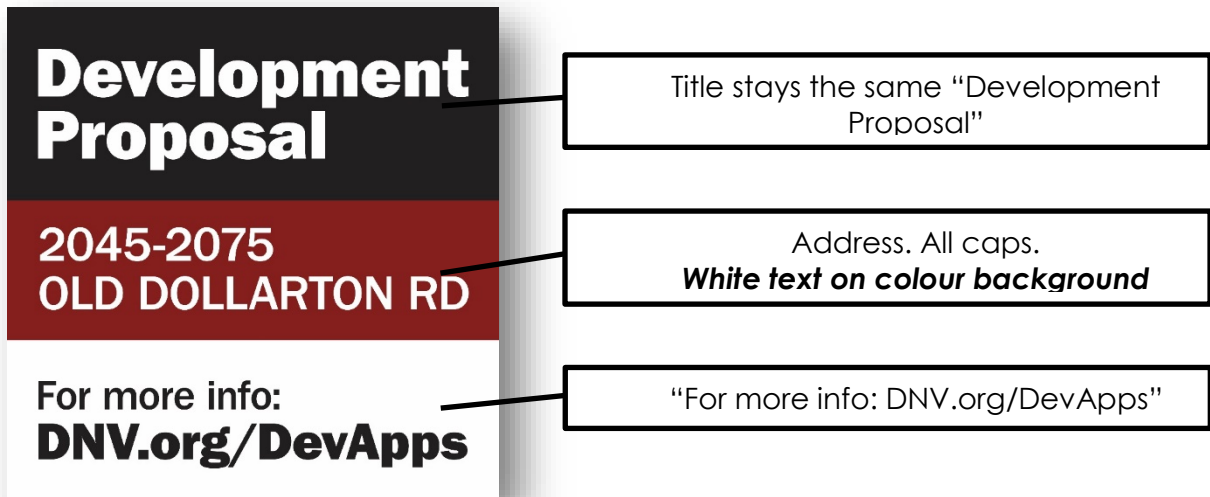 Development
Proposal
2045-2075
OLD DOLLARTON RD
For more info:
DNV.org/DevApps
Title stays the same “Development
Proposal”
Address. All caps.
White text on colour background
“For more info: DNV.org/DevApps”